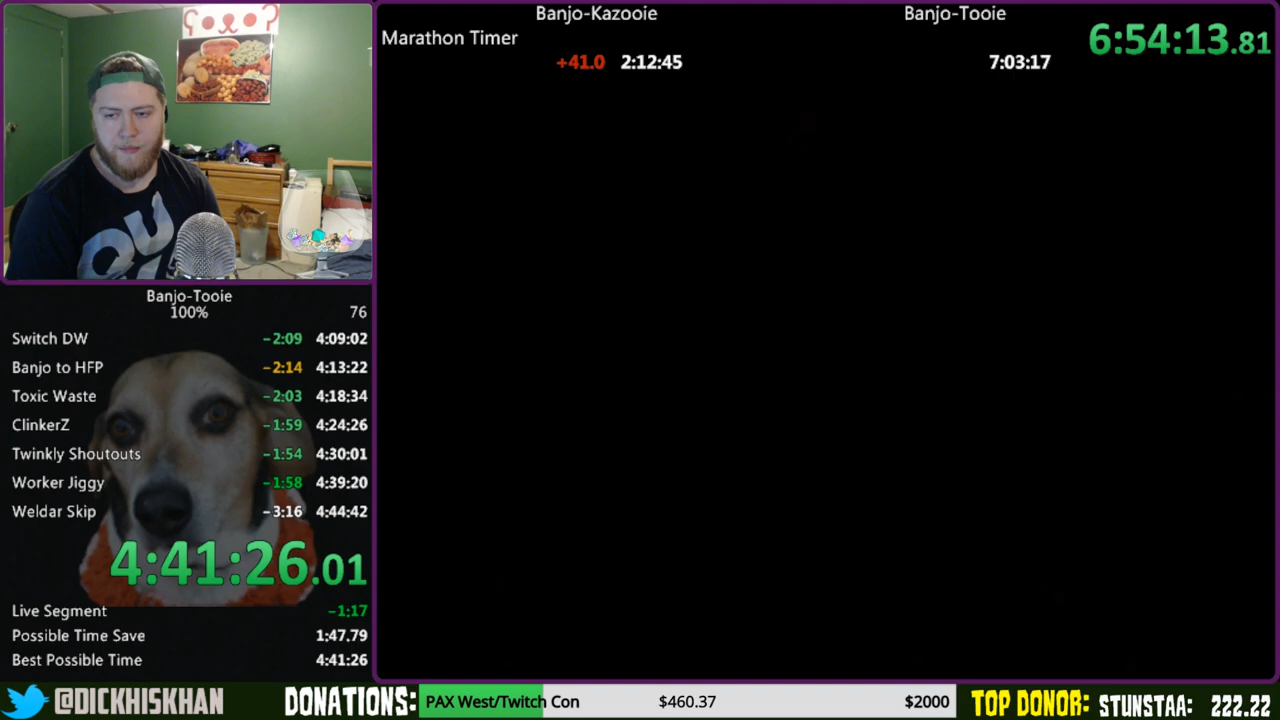 Banjo-Kazooie
Banjo-Tooie
Marathon Timer
6:54:13.81
+41.0 2:12:45
7:03:17
Banjo-Tooie
100% 76
Switch DW -2:09 4:09:02
Banjo to HFP -2:14 4:13:22
Toxic Waste -2:03 4:18:34
ClinkerZ -1:59 4:24:26
Twinkly Shoutouts -1:54 4:30:01
Worker Jiggy -1:58 4:39:20
Weldar Skip -3:16 4:44:42
4:41:26.01
Live Segment -1:17
Possible Time Save 1:47.79
Best Possible Time 4:41:26
@DICKHISKHAN
DONATIONS:
PAX West/Twitch Con $460.37 $2000
TOP DONOR: STUNSTAA: 222.22